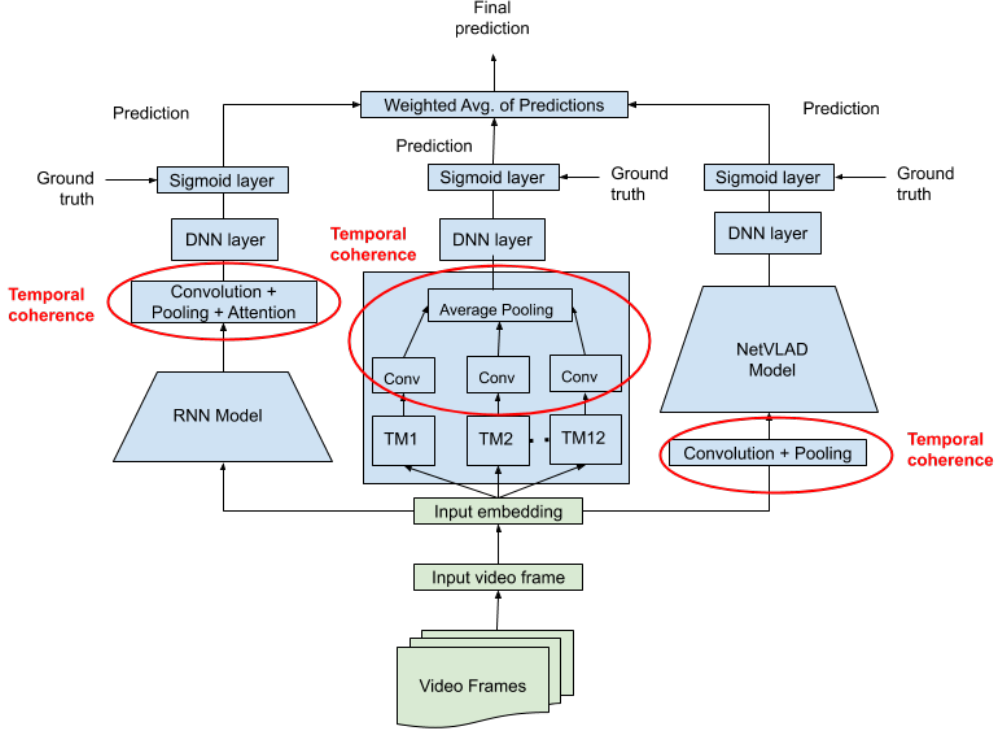 Final
prediction
Weighted Avg. of Predictions
Prediction
Prediction
Prediction
Ground
truth
Sigmoid layer
Sigmoid layer
Ground
truth
Sigmoid layer
Ground
truth
DNN layer
Temporal
coherence
DNN layer
DNN layer
Temporal
coherence
Convolution +
Pooling + Attention
Average Pooling
NetVLAD
Model
Conv
Conv
Conv
RNN Model
TM1
TM2
TM12
Convolution + Pooling
Temporal
coherence
Input embedding
Input video frame
Video Frames